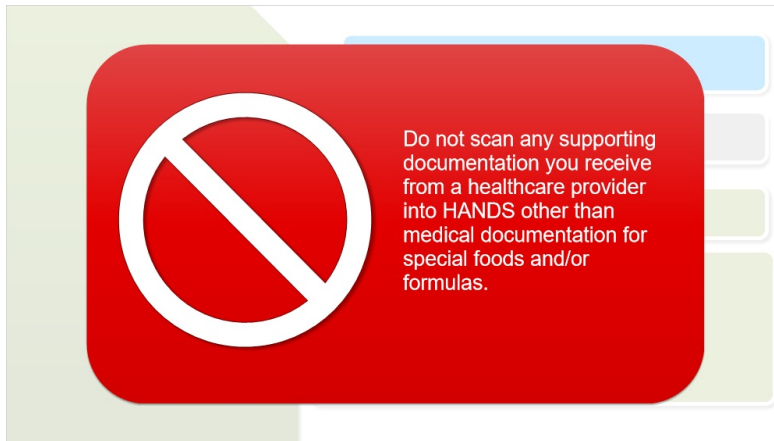 Do not scan any supporting
documentation you receive
from a healthcare provider
into HANDS other than
medical documentation for
special foods and/or
formulas.